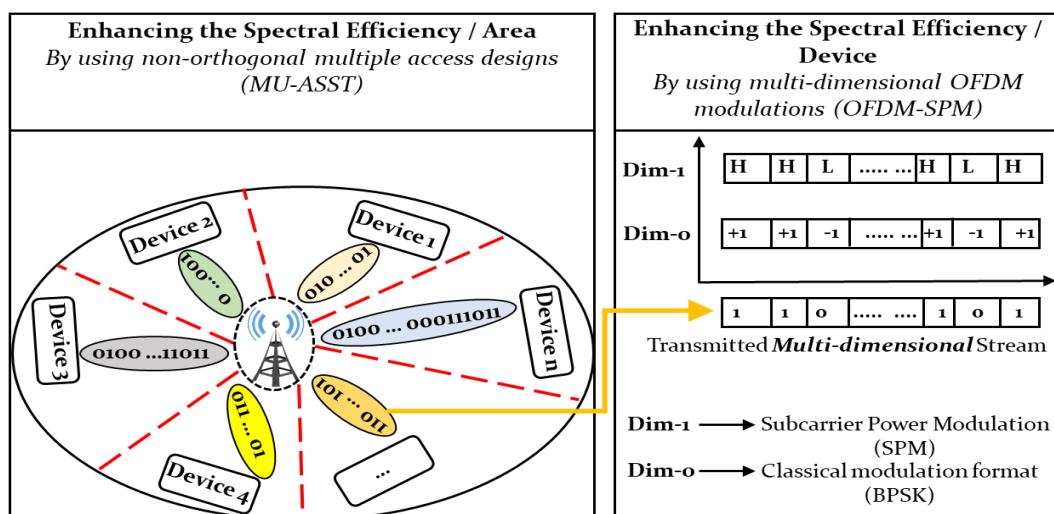 Enhancing the Spectral Efficiency / Area
By using non-orthogonal multiple access designs
(MU-ASST)
Device 2
Device 1
100... 0
010 ... 01
Device 3
0100 ...11011
0100 ... 000111011
Device n
011 ... 01
110 ... 101
Device 4
...
Enhancing the Spectral Efficiency /
Device
By using multi-dimensional OFDM
modulations (OFDM-SPM)
Dim-1 H H L ..... ... H L H
Dim-0 +1 +1 -1 ..... ... +1 -1 +1
1 1 0 ..... .... 1 0 1
Transmitted Multi-dimensional Stream
Dim-1 Subcarrier Power Modulation
(SPM)
Dim-0 Classical modulation format
(BPSK)